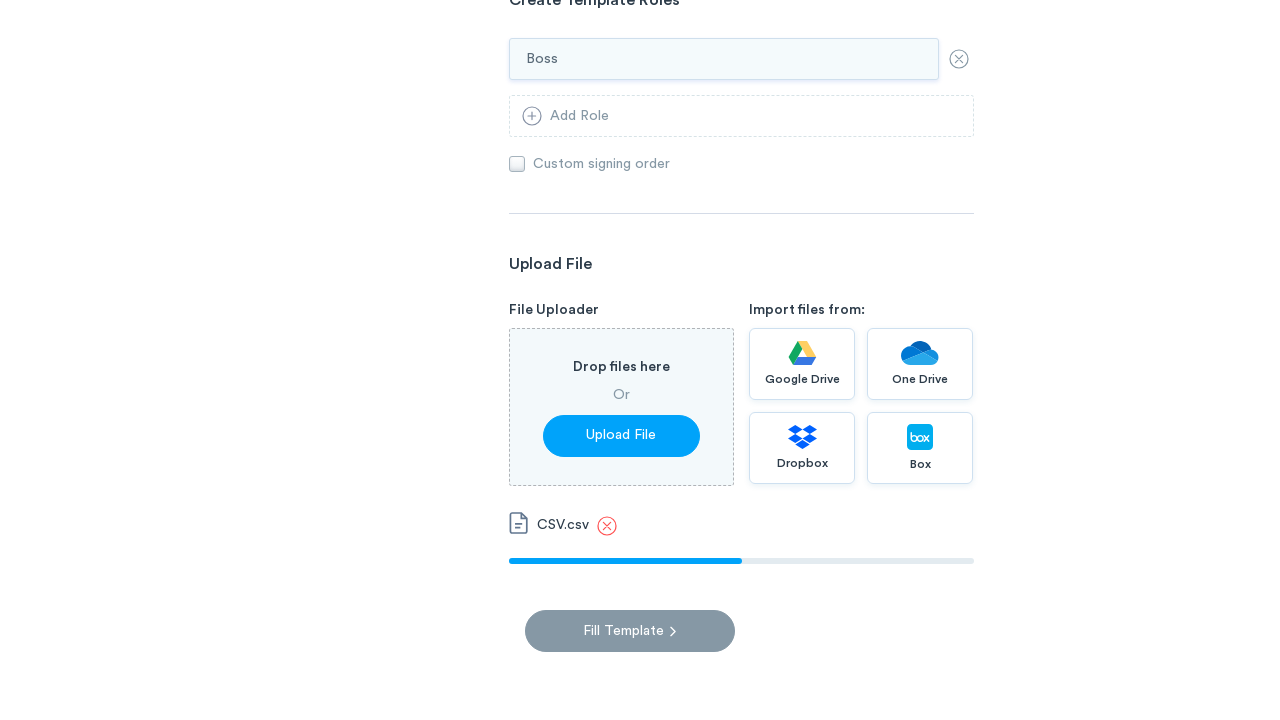 Create Template Roles
Boss
Add Role
Custom signing order
Upload File
File Uploader
Import files from:
Drop files here
Or
Upload File
Google Drive
One Drive
Dropbox
box
Box
CSV.csv
Fill Template